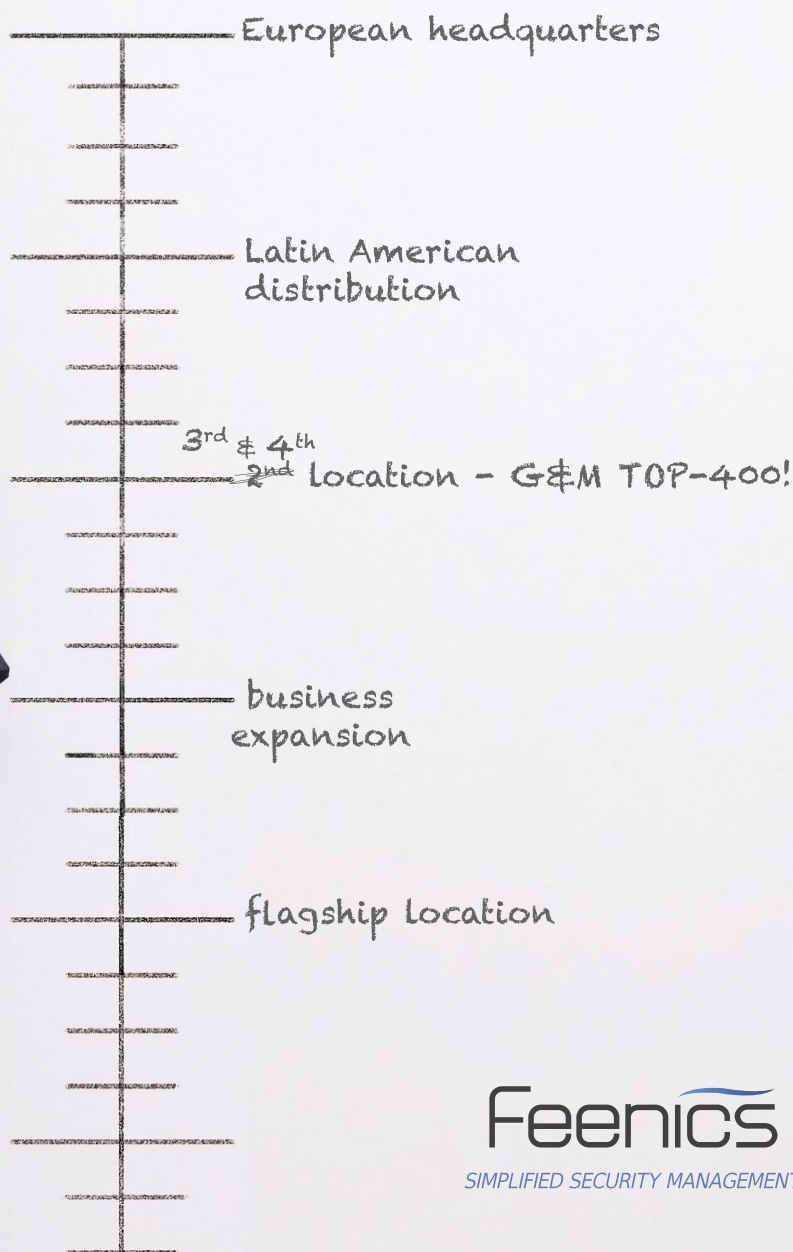 European headquarters
Latin American
distribution
3rd & 4th
2nd location - G&M TOP-400!
business
expansion
flagship location
Feenics
SIMPLIFIED SECURITY MANAGEMENT